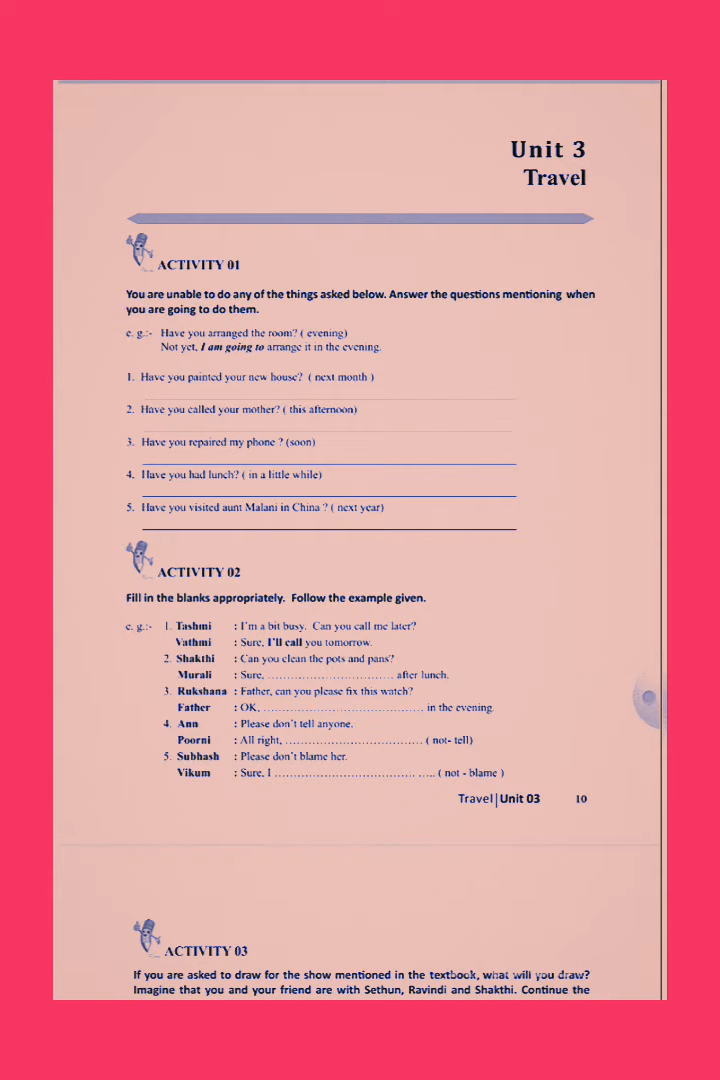 Unit 3
Travel
ACTIVITY 01
You are unable to do any of the things asked below. Answer the questions mentioning when
you are going to do them.
e. g.:- Have you arranged the room? ( evening)
Not yet, I am going to arrange it in the evening.
1. Have you painted your new house? ( next month )
2. Have you called your mother? ( this afternoon)
3. Have you repaired my phone ? (soon)
4. Have you had lunch? ( in a little while)
5. Have you visited aunt Malani in China ? ( next year)
ACTIVITY 02
Fill in the blanks appropriately. Follow the example given.
e. g.:- 1. Tashmi : I'm a bit busy. Can you call me later?
Vathmi : Sure, I'll call you tomorrow.
2. Shakthi : Can you clean the pots and pans?
Murali : Sure, ................................. after lunch.
3. Rukshana : Father, can you please fix this watch?
Father : OK, .......................................... in the evening.
4. Ann : Please don't tell anyone.
Poorni : All right, .................................... ( not- tell)
5. Subhash : Please don't blame her.
Vikum : Sure, I ..................................... ..... ( not - blame )
Travel | Unit 03 10
ACTIVITY 03
If you are asked to draw for the show mentioned in the textbook, what will you draw?
Imagine that you and your friend are with Sethun, Ravindi and Shakthi. Continue the